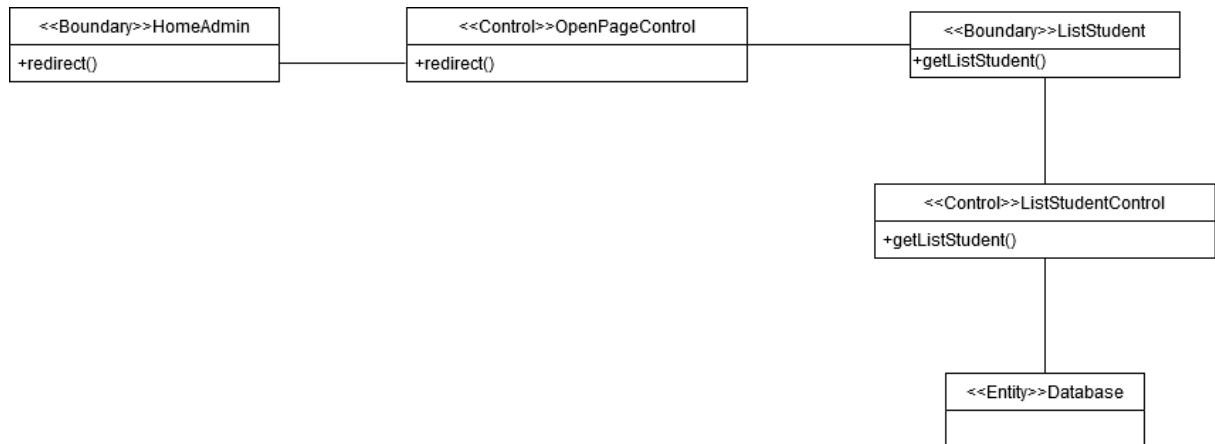 <<Boundary>>HomeAdmin
+redirect()
<<Control>>OpenPageControl
+redirect()
<<Boundary>>ListStudent
+getListStudent()
<<Control>>ListStudentControl
+getListStudent()
<<Entity>>Database